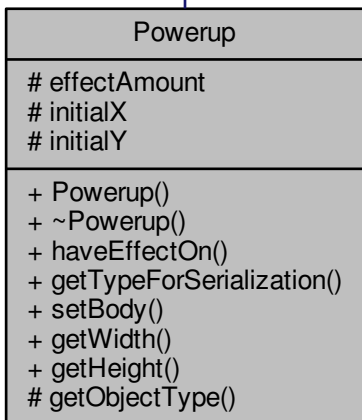 Powerup
# effectAmount
# initialX
# initialY
+ Powerup()
+ ~Powerup()
+ haveEffectOn()
+ getTypeForSerialization()
+ setBody()
+ getWidth()
+ getHeight()
# getObjectType()